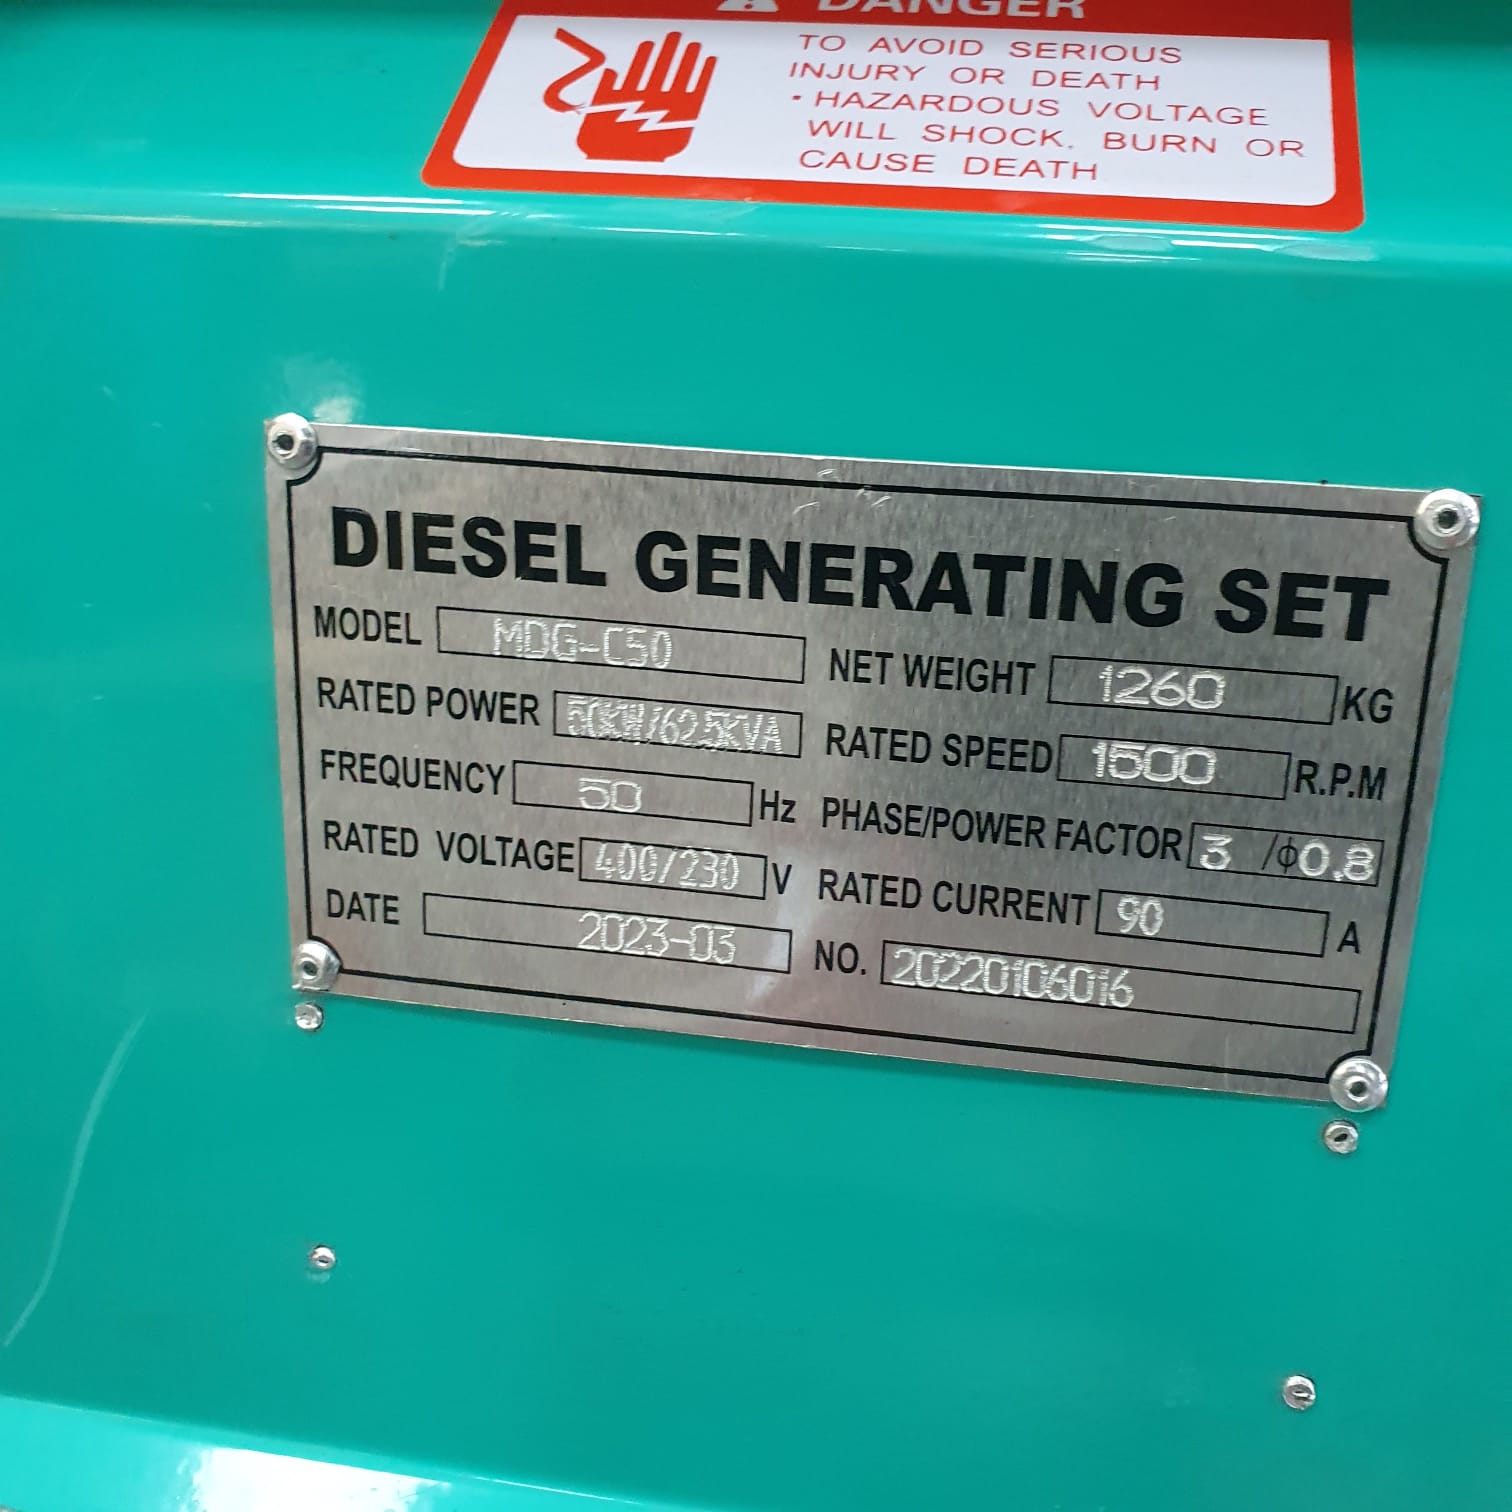 DANGER
TO AVOID SERIOUS
INJURY OR DEATH
• HAZARDOUS VOLTAGE
WILL SHOCK. BURN OR
CAUSE DEATH
DIESEL GENERATING SET
MODEL MDG-C50
NET WEIGHT 1260 KG
RATED POWER 50KW/62.5KVA
RATED SPEED 1500 R.P.M
FREQUENCY 50 Hz
PHASE/POWER FACTOR 3 /ϕ0.8
RATED VOLTAGE 400/230 V
RATED CURRENT 90 A
DATE 2023-03
NO. 20220106016